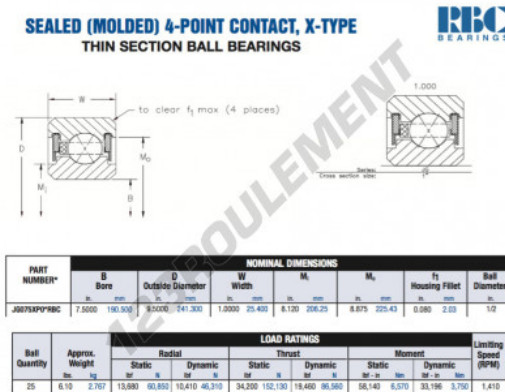 SEALED (MOLDED) 4-POINT CONTACT, X-TYPE
THIN SECTION BALL BEARINGS
RBC
BEARINGS
W
to clear f1 max (4 places)
D
X
Mo
Mi
B
1.000
X
Series:
Cross section size:
123ROULEMENT
PART NUMBER*
NOMINAL DIMENSIONS
B Bore
D Outside Diameter
W Width
Mi
Mo
f1 Housing Fillet
Ball Diameter
in. mm in. mm in. mm in. mm in. mm in. mm in.
JG075XP0*RBC 7.5000 190.500 9.5000 241.300 1.0000 25.400 8.120 206.25 8.875 225.43 0.080 2.03 1/2
Ball Quantity
Approx. Weight
LOAD RATINGS
Limiting Speed (RPM)
Radial Thrust Moment
Static Dynamic Static Dynamic Static Dynamic
lbs. kg lbf N lbf N lbf N lbf N lbf - in Nm lbf - in Nm
25 6.10 2.767 13,680 60,850 10,410 46,310 34,200 152,130 19,460 86,560 58,140 6,570 33,196 3,750 1,410